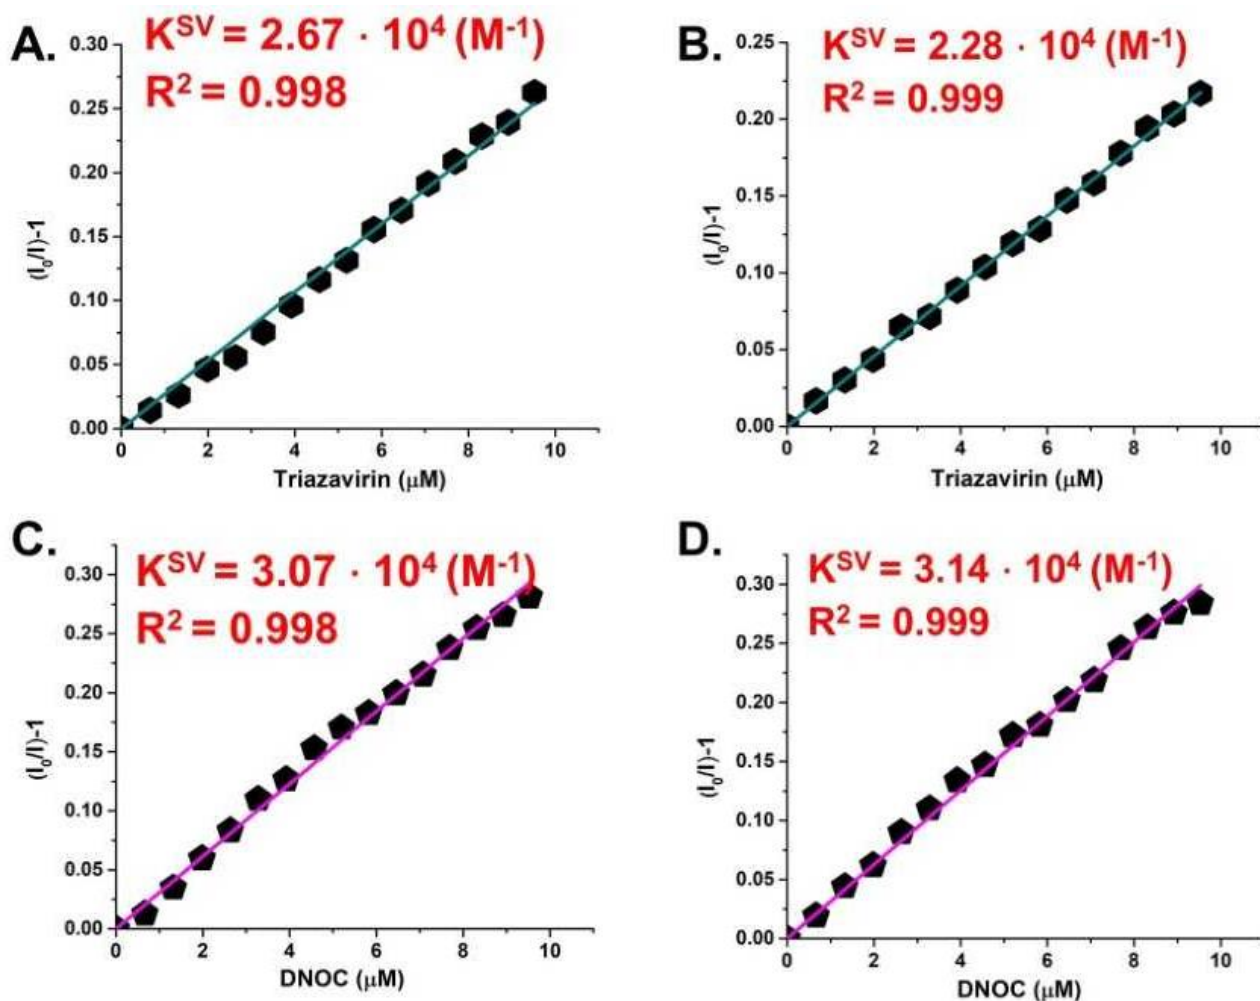 A.
K^SV = 2.67 · 10^4 (M^-1)
R^2 = 0.998
0.30
0.25
0.20
0.15
0.10
0.05
0.00
(I_0/I)-1
0 2 4 6 8 10
Triazavirin (μM)
B.
K^SV = 2.28 · 10^4 (M^-1)
R^2 = 0.999
0.25
0.20
0.15
0.10
0.05
0.00
(I_0/I)-1
0 2 4 6 8 10
Triazavirin (μM)
C.
K^SV = 3.07 · 10^4 (M^-1)
R^2 = 0.998
0.30
0.25
0.20
0.15
0.10
0.05
0.00
(I_0/I)-1
0 2 4 6 8 10
DNOC (μM)
D.
K^SV = 3.14 · 10^4 (M^-1)
R^2 = 0.999
0.30
0.25
0.20
0.15
0.10
0.05
0.00
(I_0/I)-1
0 2 4 6 8 10
DNOC (μM)